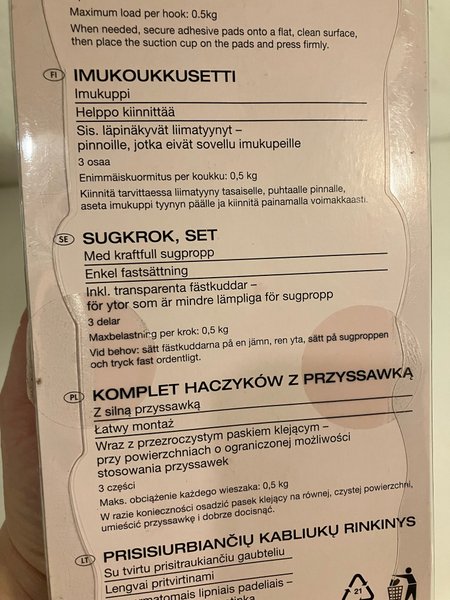 Maximum load per hook: 0.5kg
When needed, secure adhesive pads onto a flat, clean surface,
then place the suction cup on the pads and press firmly.
FI IMUKOUKKUSETTI
Imukuppi
Helppo kiinnittää
Sis. läpinäkyvät liimatyynyt –
pinnoille, jotka eivät sovellu imukupeille
3 osaa
Enimmäiskuormitus per koukku: 0,5 kg
Kiinnitä tarvittaessa liimatyyny tasaiselle, puhtaalle pinnalle,
aseta imukuppi tyynyn päälle ja kiinnitä painamalla voimakkaasti.
SE SUGKROK, SET
Med kraftfull sugpropp
Enkel fastsättning
Inkl. transparenta fästkuddar –
för ytor som är mindre lämpliga för sugpropp
3 delar
Maxbelastning per krok: 0,5 kg
Vid behov: sätt fästkuddarna på en jämn, ren yta, sätt på sugproppen
och tryck fast ordentligt.
PL KOMPLET HACZYKÓW Z PRZYSSAWKĄ
Z silną przyssawką
Łatwy montaż
Wraz z przezroczystym paskiem klejącym –
przy powierzchniach o ograniczonej możliwości
stosowania przyssawek
3 części
Maks. obciążenie każdego wieszaka: 0,5 kg
W razie konieczności osadzić pasek klejący na równej, czystej powierzchni,
umieścić przyssawkę i dobrze docisnąć.
LT PRISISIURBIANČIŲ KABLIUKŲ RINKINYS
Su tvirtu prisitraukiančiu gaubteliu
Lengvai pritvirtinami
lipniais padeliais –
21